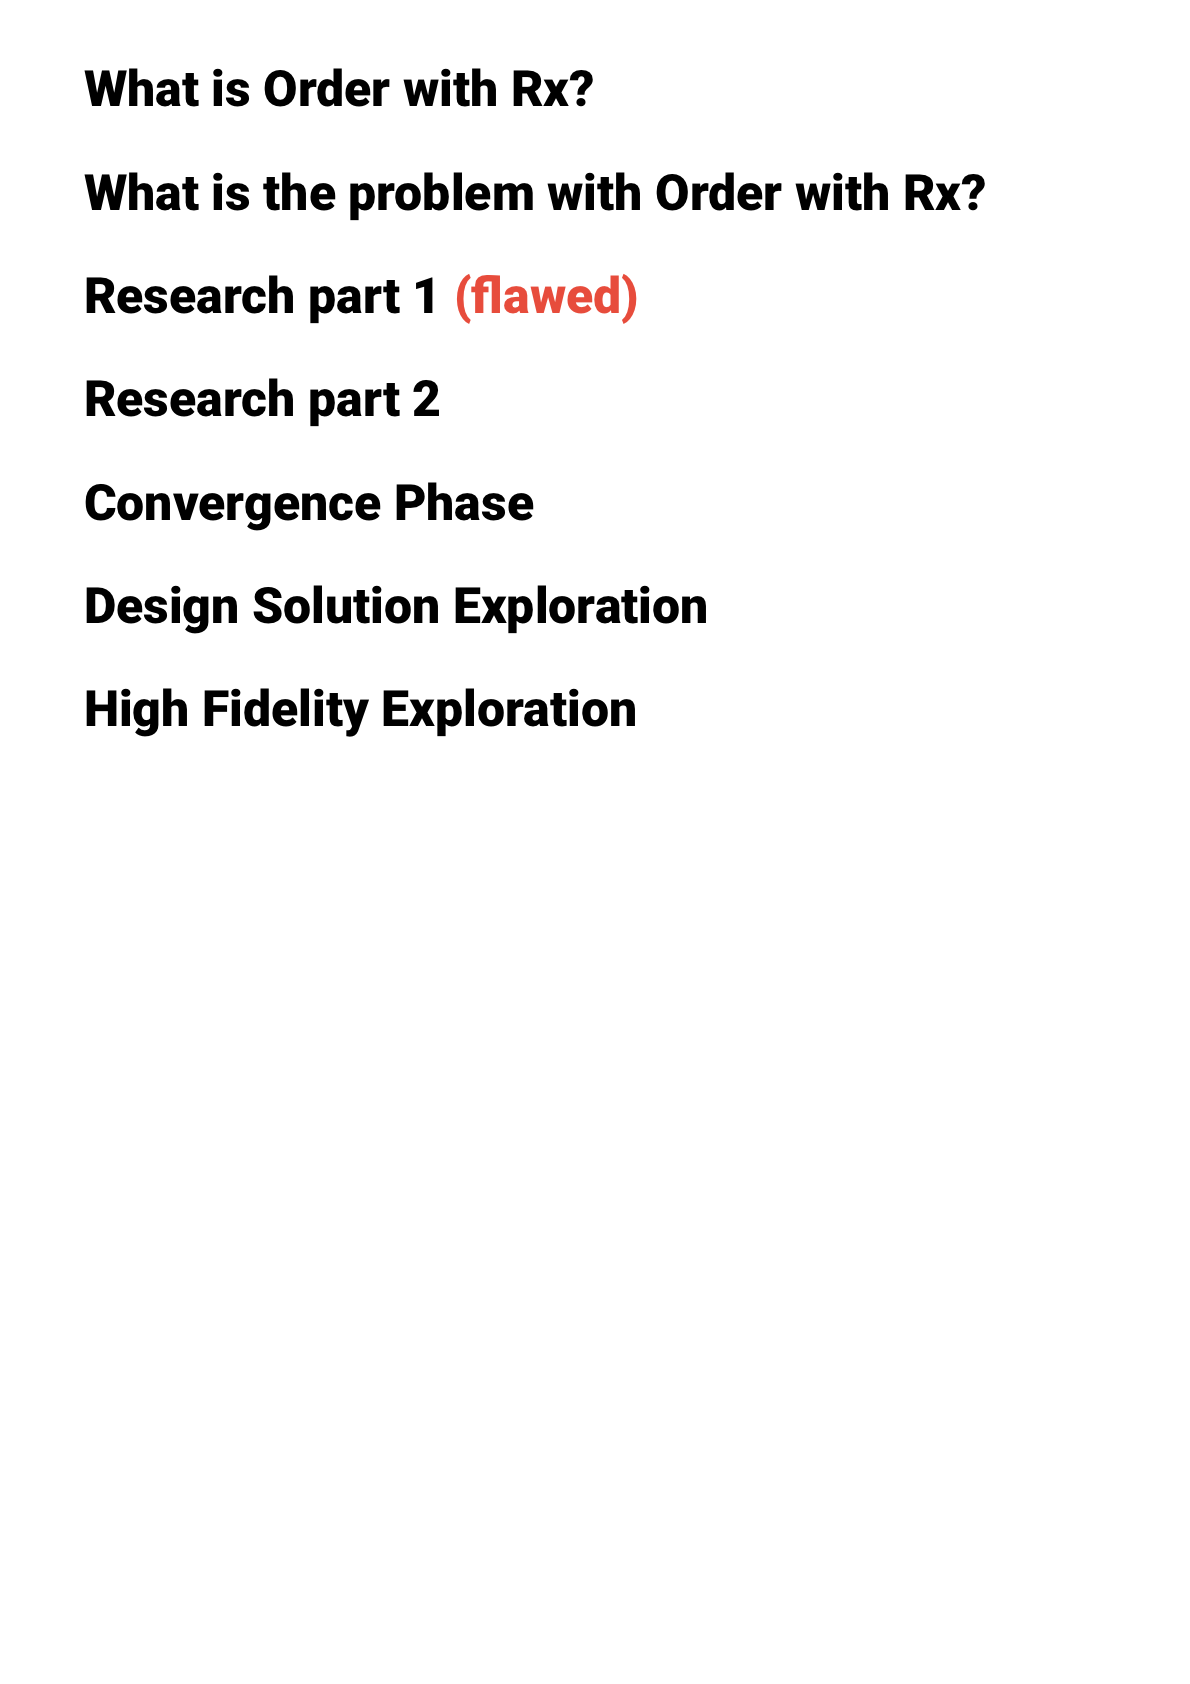 What is Order with Rx?
What is the problem with Order with Rx?
Research part 1 (flawed)
Research part 2
Convergence Phase
Design Solution Exploration
High Fidelity Exploration